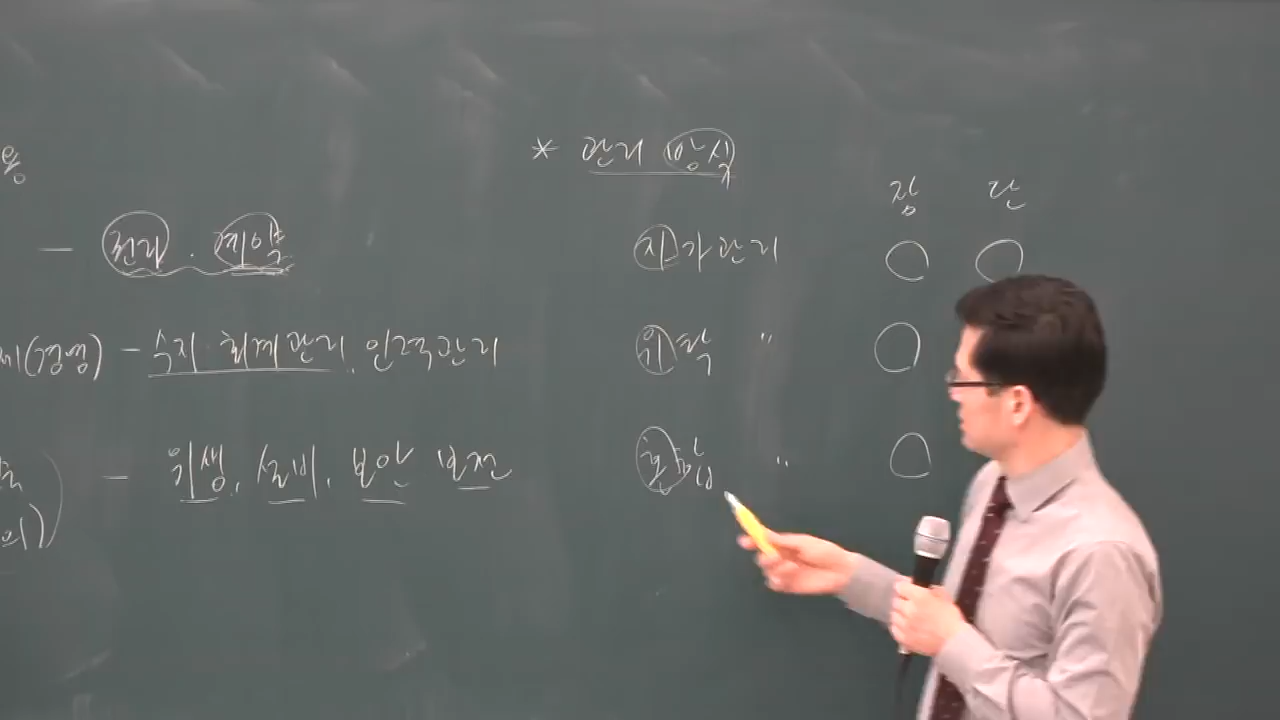 용
— 권리 . 제약
제(경영) — 수지 회계관리. 인력관리
— 위생. 설비. 보안 보전
의)
* 관리 방식
장 단
자가관리 ○ ○
위탁 〃 ○
혼합 〃 ○